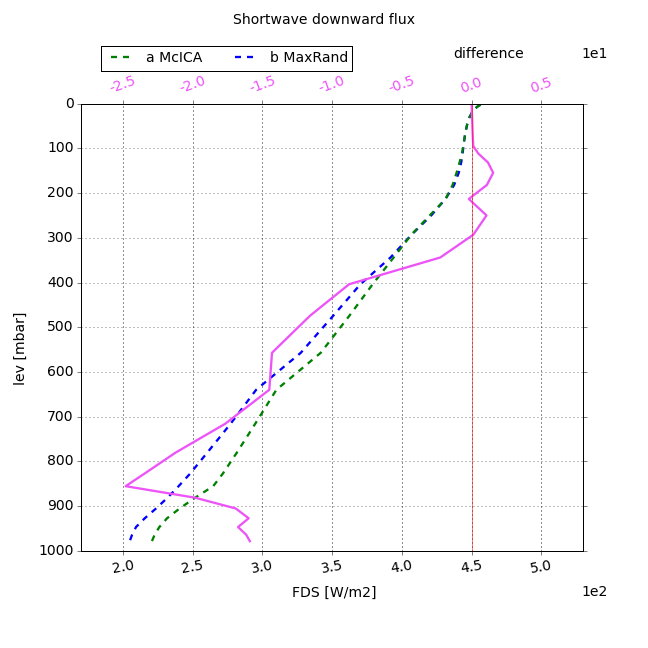 Shortwave downward flux
a McICA b MaxRand difference 1e1
-2.5 -2.0 -1.5 -1.0 -0.5 0.0 0.5
0
100
200
300
400
500
600
700
800
900
1000
lev [mbar]
2.0 2.5 3.0 3.5 4.0 4.5 5.0
FDS [W/m2] 1e2